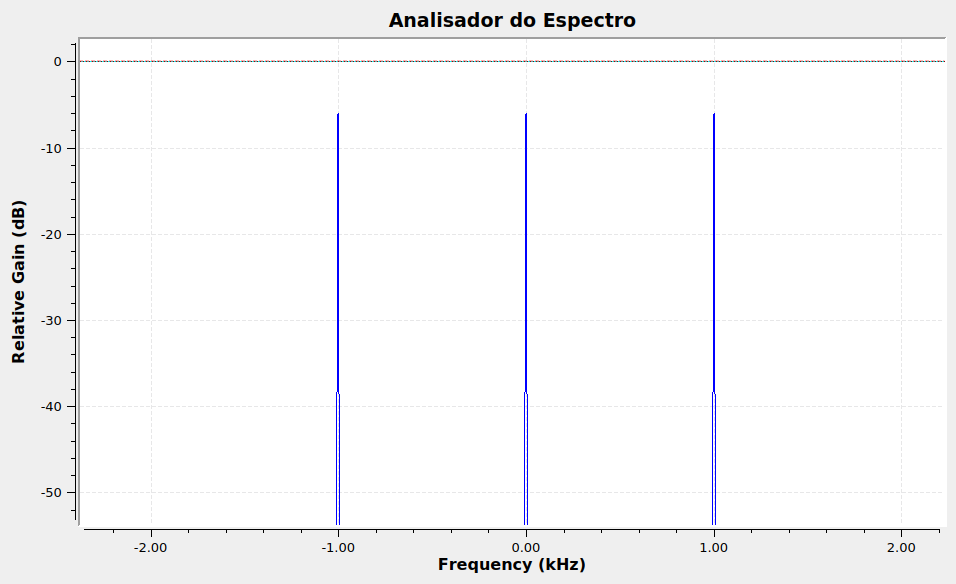 Analisador do Espectro
Relative Gain (dB)
0
-10
-20
-30
-40
-50
-2.00 -1.00 0.00 1.00 2.00
Frequency (kHz)